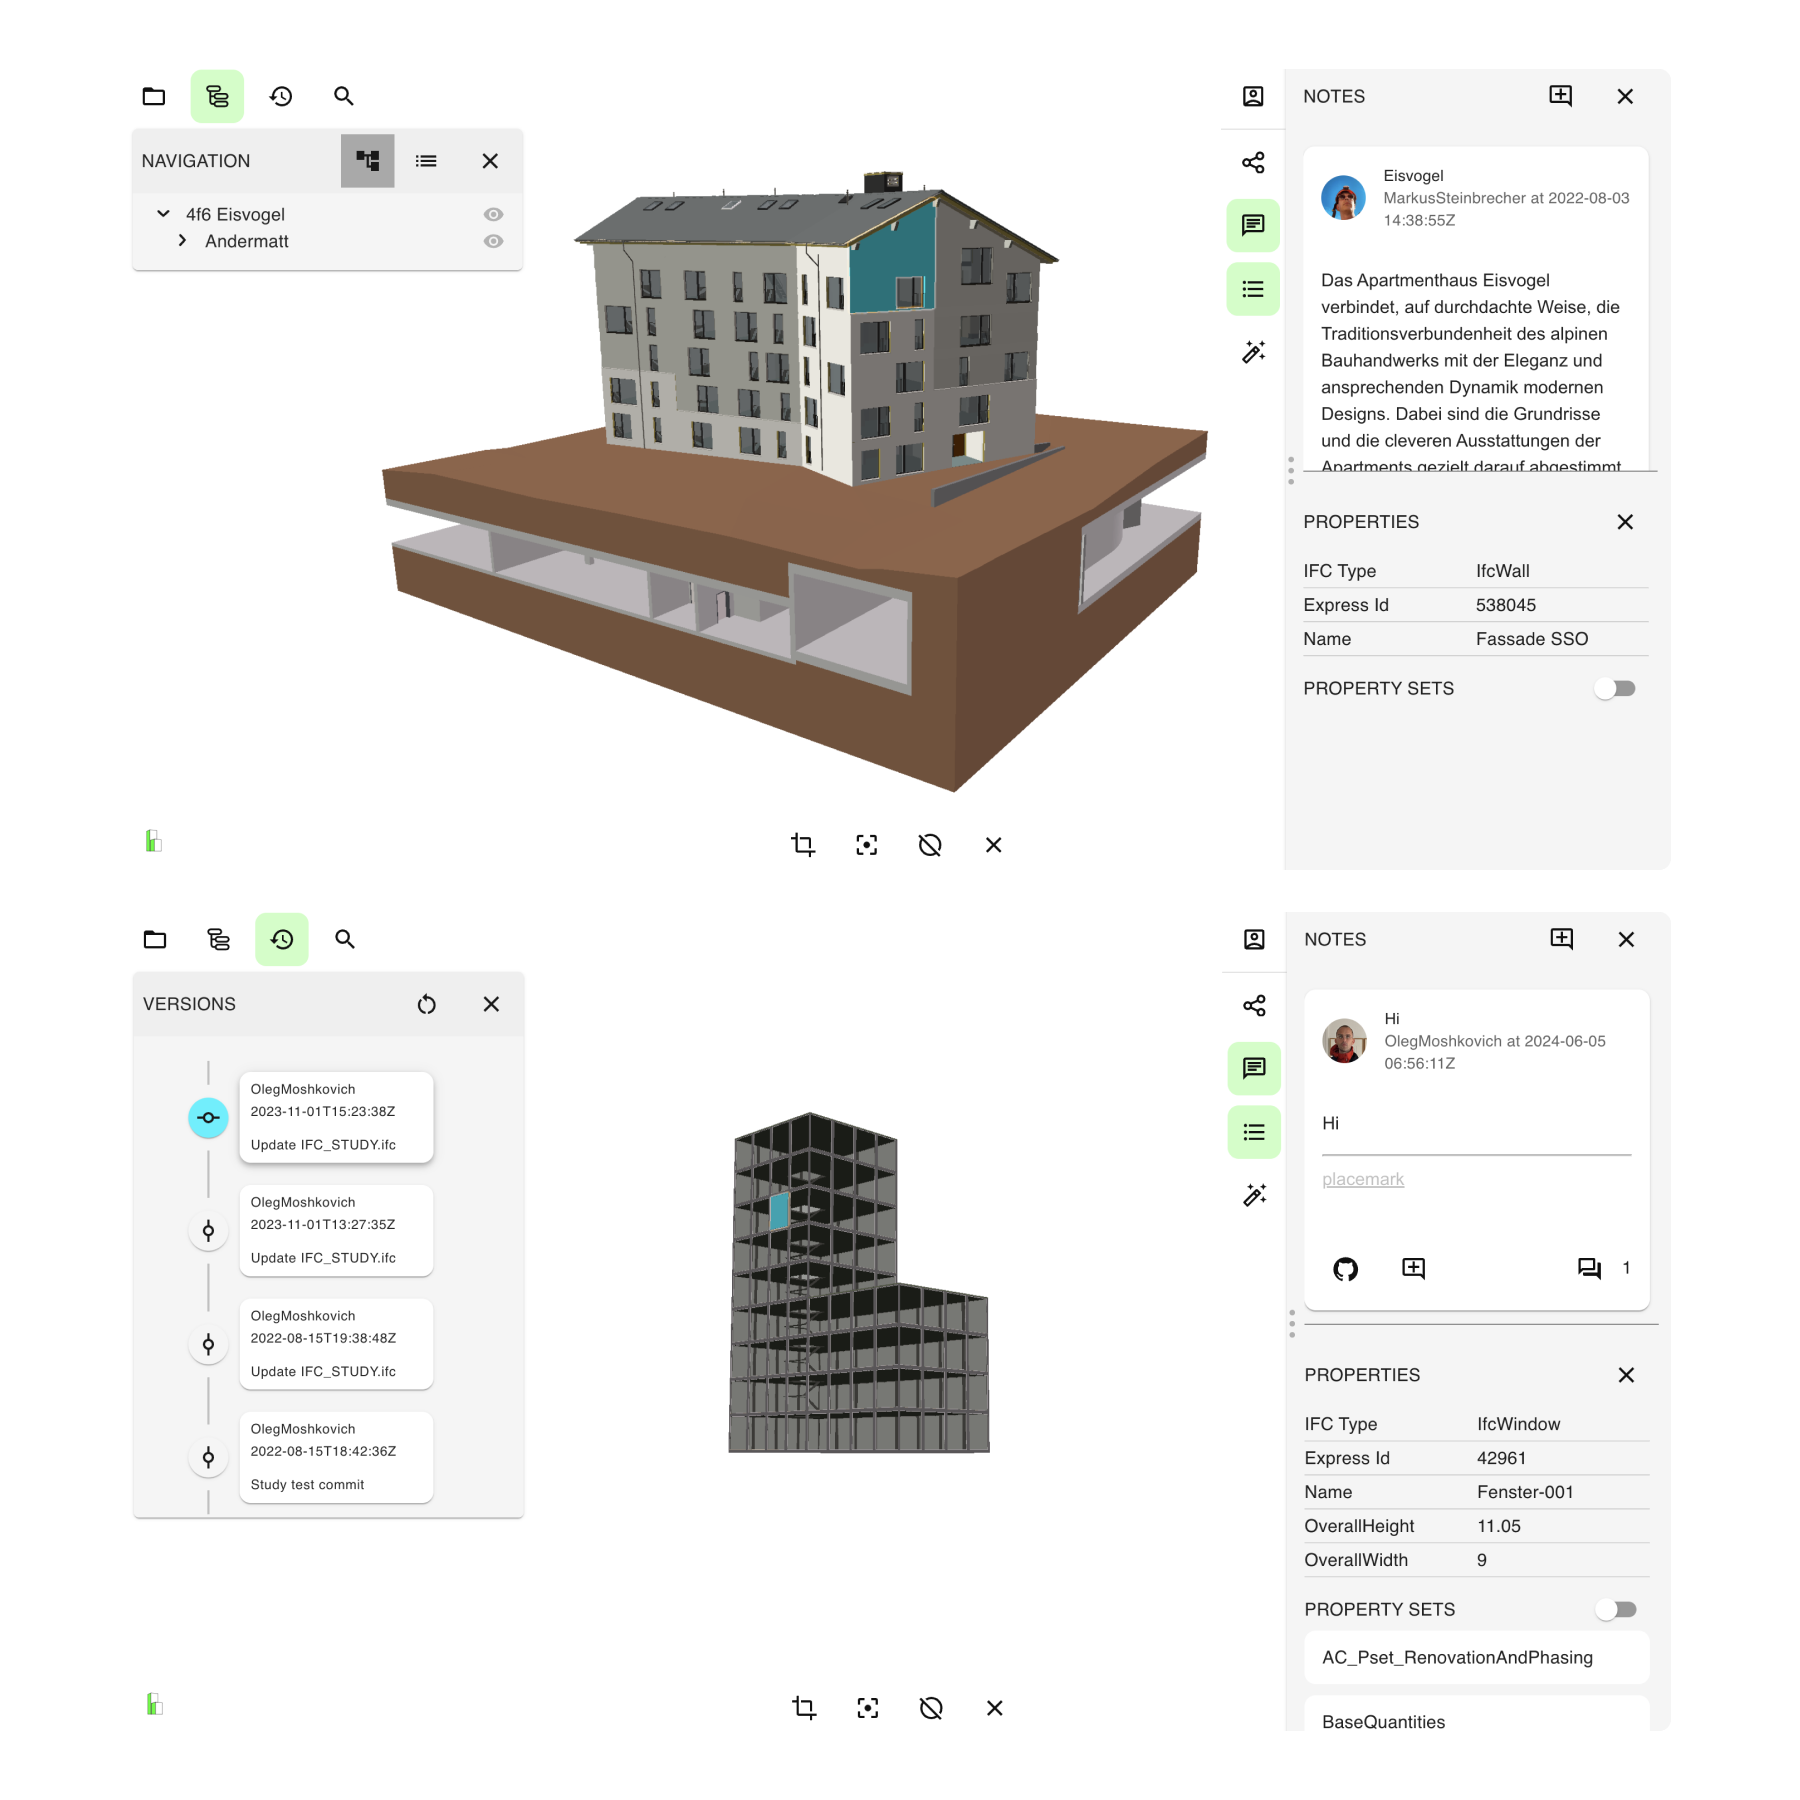 NAVIGATION
4f6 Eisvogel
Andermatt
NOTES
Eisvogel
MarkusSteinbrecher at 2022-08-03
14:38:55Z
Das Apartmenthaus Eisvogel
verbindet, auf durchdachte Weise, die
Traditionsverbundenheit des alpinen
Bauhandwerks mit der Eleganz und
ansprechenden Dynamik modernen
Designs. Dabei sind die Grundrisse
und die cleveren Ausstattungen der
Apartments gezielt darauf abgestimmt
PROPERTIES
IFC Type IfcWall
Express Id 538045
Name Fassade SSO
PROPERTY SETS
VERSIONS
OlegMoshkovich
2023-11-01T15:23:38Z
Update IFC_STUDY.ifc
OlegMoshkovich
2023-11-01T13:27:35Z
Update IFC_STUDY.ifc
OlegMoshkovich
2022-08-15T19:38:48Z
Update IFC_STUDY.ifc
OlegMoshkovich
2022-08-15T18:42:36Z
Study test commit
NOTES
Hi
OlegMoshkovich at 2024-06-05
06:56:11Z
Hi
placemark
1
PROPERTIES
IFC Type IfcWindow
Express Id 42961
Name Fenster-001
OverallHeight 11.05
OverallWidth 9
PROPERTY SETS
AC_Pset_RenovationAndPhasing
BaseQuantities